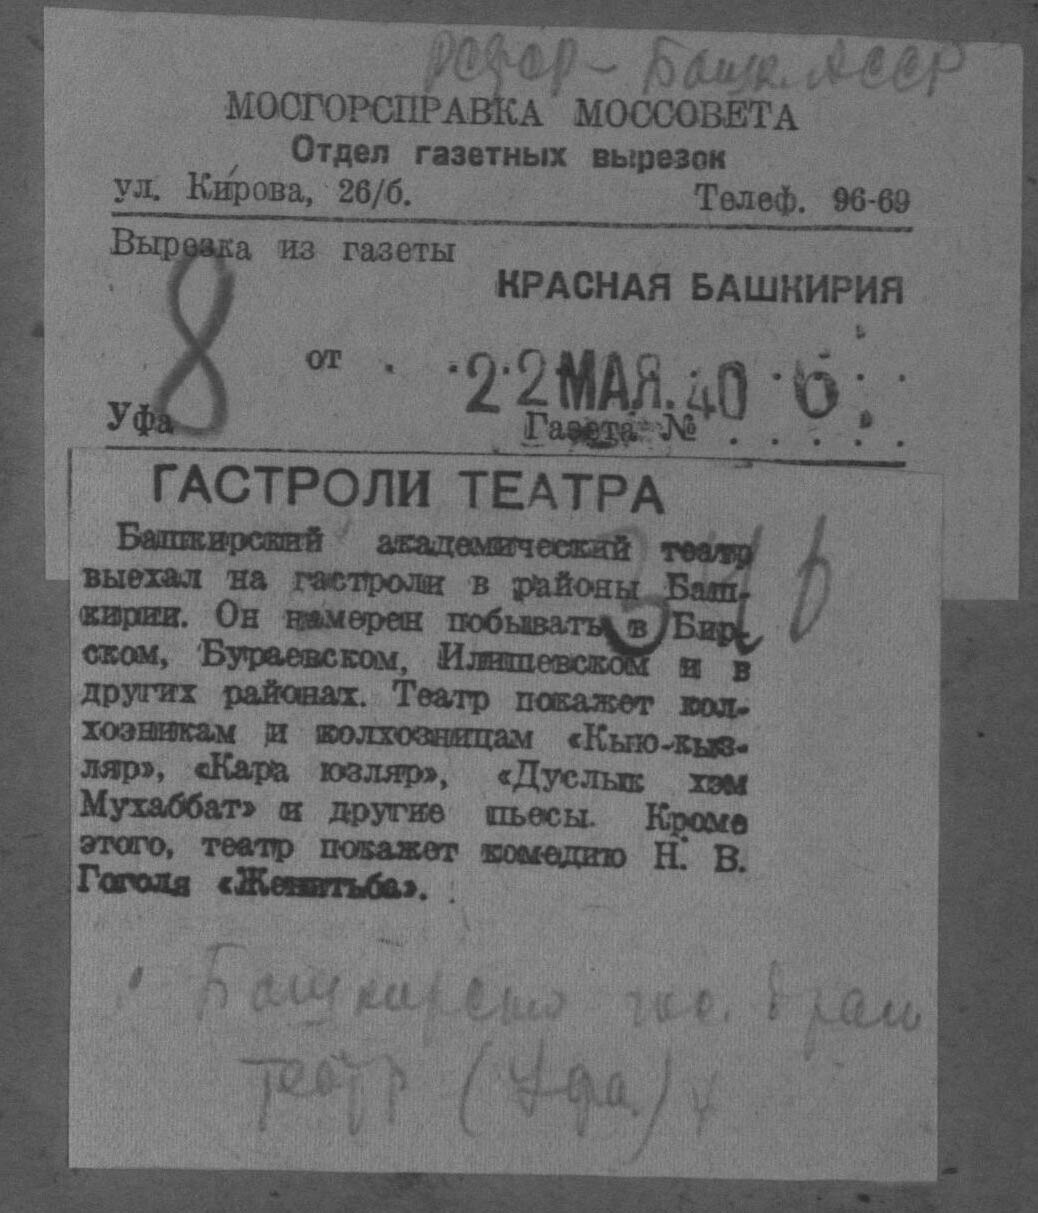 РСФСР - Башк. АССР
МОСГОРСПРАВКА МОССОВЕТА
Отдел газетных вырезок
ул. Кирова, 26/б. Телеф. 96-69
Вырезка из газеты
КРАСНАЯ БАШКИРИЯ
8
от . . 22 МАЯ. 40
Уфа Газета № . . . . .
ГАСТРОЛИ ТЕАТРА
Башкирский академический театр
выехал на гастроли в районы Баш-
кирии. Он намерен побывать в Бир-
ском, Бураевском, Илишевском и в
других районах. Театр покажет кол-
хозникам и колхозницам «Кыю-кыз-
ляр», «Кара юзляр», «Дуслык хэм
Мухаббат» и другие пьесы. Кроме
этого, театр покажет комедию Н. В.
Гоголя «Женитьба».
Башкирский гос. драм
театр (Уфа)